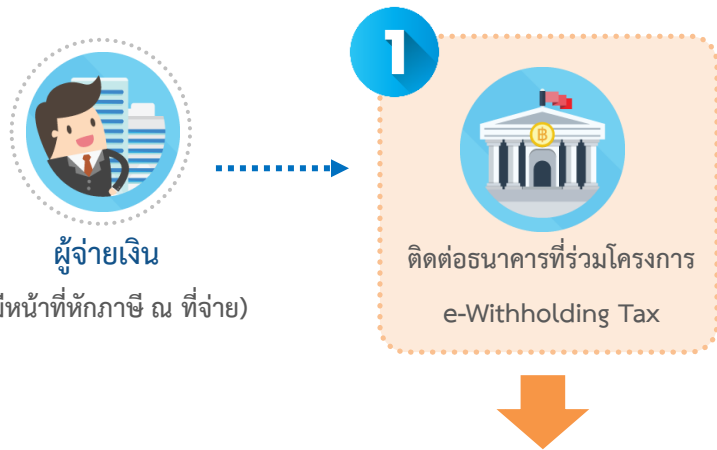 1
฿
ผู้จ่ายเงิน
มีหน้าที่หักภาษี ณ ที่จ่าย)
ติดต่อธนาคารที่ร่วมโครงการ
e-Withholding Tax